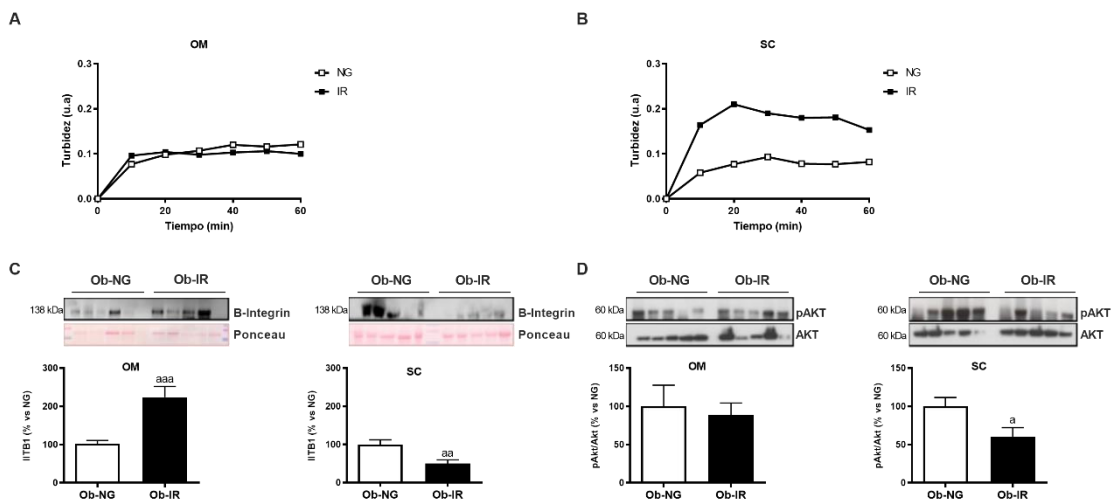 A
OM
Turbidez (u.a)
0.3
0.2
0.1
0.0
0
20
40
60
Tiempo (min)
NG
IR
B
SC
Turbidez (u.a)
0.3
0.2
0.1
0.0
0
20
40
60
Tiempo (min)
NG
IR
C
Ob-NG Ob-IR
138 kDa
B-Integrin
Ponceau
OM
IITB1 (% vs NG)
300
200
100
0
aaa
Ob-NG Ob-IR
Ob-NG Ob-IR
138 kDa
B-Integrin
Ponceau
SC
IITB1 (% vs NG)
300
200
100
0
aa
Ob-NG Ob-IR
D
Ob-NG Ob-IR
60 kDa
pAKT
60 kDa
AKT
OM
pAkt/Akt (% vs NG)
150
100
50
0
Ob-NG Ob-IR
Ob-NG Ob-IR
60 kDa
pAKT
60 kDa
AKT
SC
pAkt/Akt (% vs NG)
150
100
50
0
a
Ob-NG Ob-IR